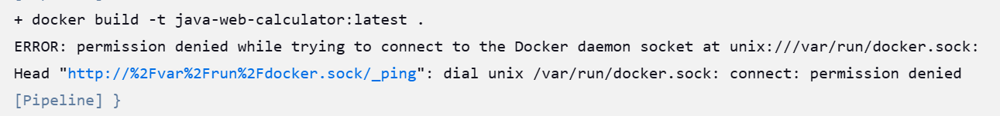 + docker build -t java-web-calculator:latest .
ERROR: permission denied while trying to connect to the Docker daemon socket at unix:///var/run/docker.sock:
Head "http://%2Fvar%2Frun%2Fdocker.sock/_ping": dial unix /var/run/docker.sock: connect: permission denied
[Pipeline] }